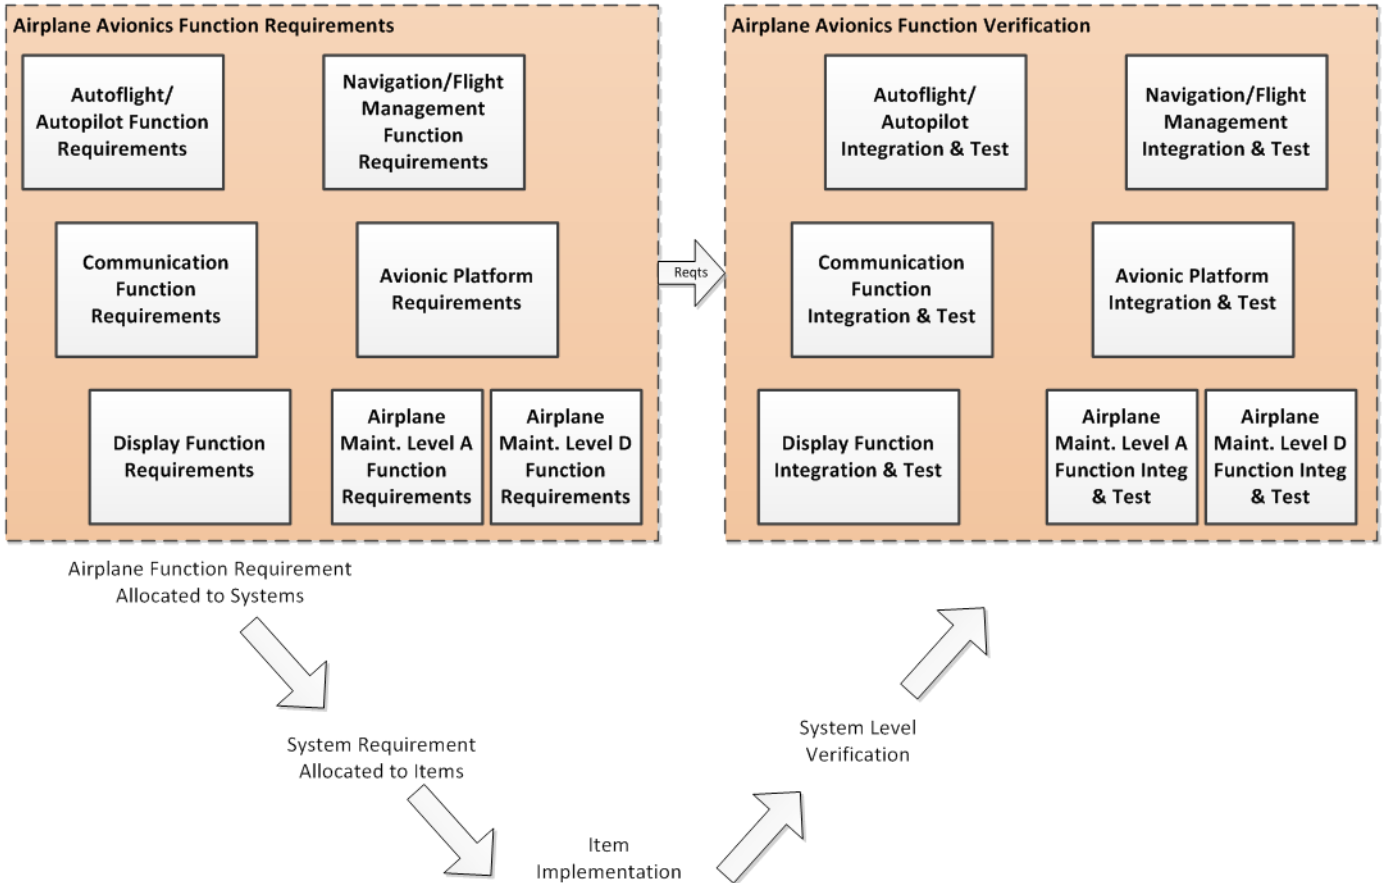 Airplane Avionics Function Requirements
Autoflight/
Autopilot Function
Requirements
Navigation/Flight
Management
Function
Requirements
Communication
Function
Requirements
Avionic Platform
Requirements
Display Function
Requirements
Airplane
Maint. Level A
Function
Requirements
Airplane
Maint. Level D
Function
Requirements
Reqts
Airplane Avionics Function Verification
Autoflight/
Autopilot
Integration & Test
Navigation/Flight
Management
Integration & Test
Communication
Function
Integration & Test
Avionic Platform
Integration & Test
Display Function
Integration & Test
Airplane
Maint. Level A
Function Integ
& Test
Airplane
Maint. Level D
Function Integ
& Test
Airplane Function Requirement
Allocated to Systems
System Requirement
Allocated to Items
Item
Implementation
System Level
Verification